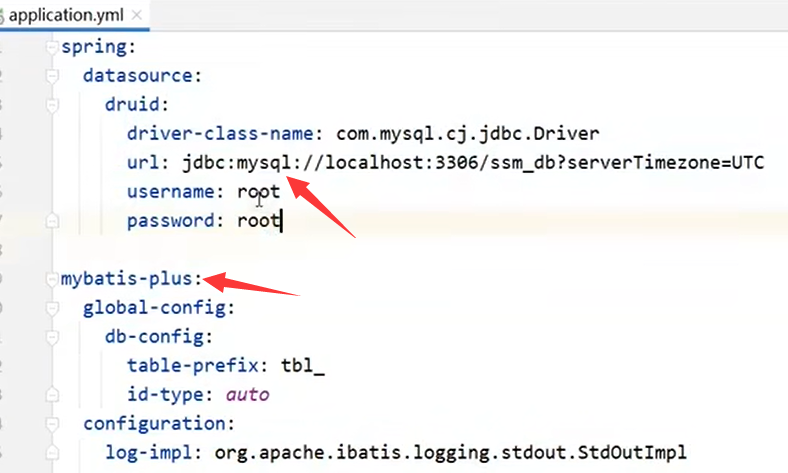 application.yml
spring:
datasource:
druid:
driver-class-name: com.mysql.cj.jdbc.Driver
url: jdbc:mysql://localhost:3306/ssm_db?serverTimezone=UTC
username: root
password: root
mybatis-plus:
global-config:
db-config:
table-prefix: tbl_
id-type: auto
configuration:
log-impl: org.apache.ibatis.logging.stdout.StdOutImpl